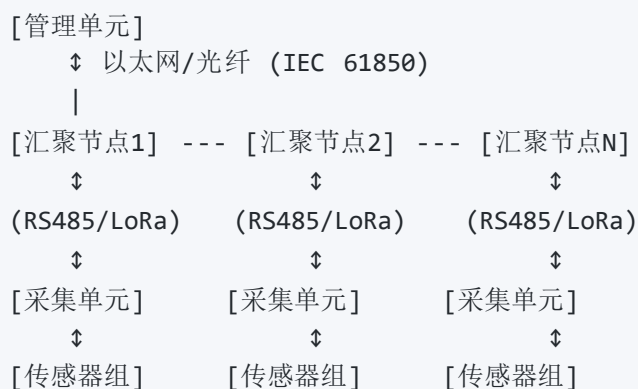 [管理单元]
↕ 以太网/光纤 (IEC 61850)
|
[汇聚节点1] --- [汇聚节点2] --- [汇聚节点N]
↕ ↕ ↕
(RS485/LoRa) (RS485/LoRa) (RS485/LoRa)
↕ ↕ ↕
[采集单元] [采集单元] [采集单元]
↕ ↕ ↕
[传感器组] [传感器组] [传感器组]